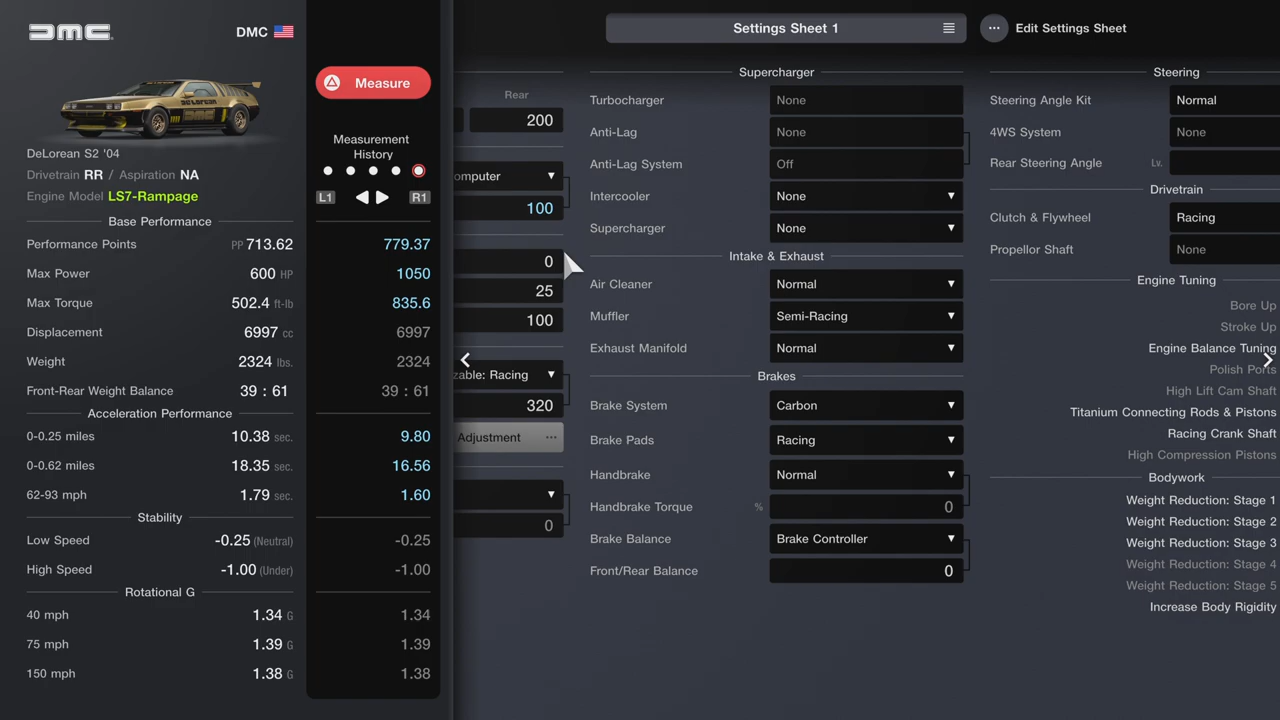 DMC
DMC
DeLorean S2 '04
Drivetrain RR / Aspiration NA
Engine Model LS7-Rampage
Base Performance
Performance Points PP 713.62
Max Power 600 HP
Max Torque 502.4 ft-lb
Displacement 6997 cc
Weight 2324 lbs.
Front-Rear Weight Balance 39 : 61
Acceleration Performance
0-0.25 miles 10.38 sec.
0-0.62 miles 18.35 sec.
62-93 mph 1.79 sec.
Stability
Low Speed -0.25 (Neutral)
High Speed -1.00 (Under)
Rotational G
40 mph 1.34 G
75 mph 1.39 G
150 mph 1.38 G
Measure
Measurement
History
L1 R1
779.37
1050
835.6
6997
2324
39 : 61
9.80
16.56
1.60
-0.25
-1.00
1.34
1.39
1.38
Settings Sheet 1
Edit Settings Sheet
Rear
200
omputer
100
0
25
100
zable: Racing
320
Adjustment
0
Supercharger
Turbocharger None
Anti-Lag None
Anti-Lag System Off
Intercooler None
Supercharger None
Intake & Exhaust
Air Cleaner Normal
Muffler Semi-Racing
Exhaust Manifold Normal
Brakes
Brake System Carbon
Brake Pads Racing
Handbrake Normal
Handbrake Torque % 0
Brake Balance Brake Controller
Front/Rear Balance 0
Steering
Steering Angle Kit Normal
4WS System None
Rear Steering Angle Lv.
Drivetrain
Clutch & Flywheel Racing
Propellor Shaft None
Engine Tuning
Bore Up
Stroke Up
Engine Balance Tuning
Polish Ports
High Lift Cam Shaft
Titanium Connecting Rods & Pistons
Racing Crank Shaft
High Compression Pistons
Bodywork
Weight Reduction: Stage 1
Weight Reduction: Stage 2
Weight Reduction: Stage 3
Weight Reduction: Stage 4
Weight Reduction: Stage 5
Increase Body Rigidity